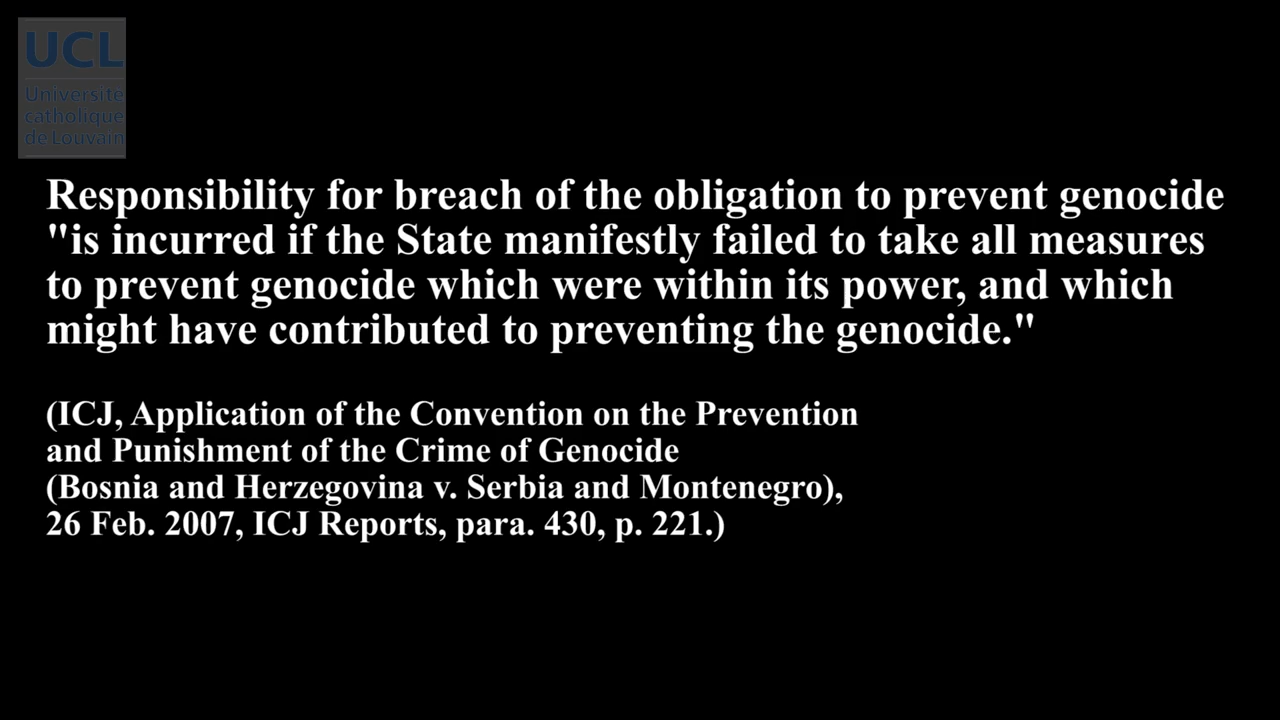 UCL
Université
catholique
de Louvain
Responsibility for breach of the obligation to prevent genocide
"is incurred if the State manifestly failed to take all measures
to prevent genocide which were within its power, and which
might have contributed to preventing the genocide."
(ICJ, Application of the Convention on the Prevention
and Punishment of the Crime of Genocide
(Bosnia and Herzegovina v. Serbia and Montenegro),
26 Feb. 2007, ICJ Reports, para. 430, p. 221.)